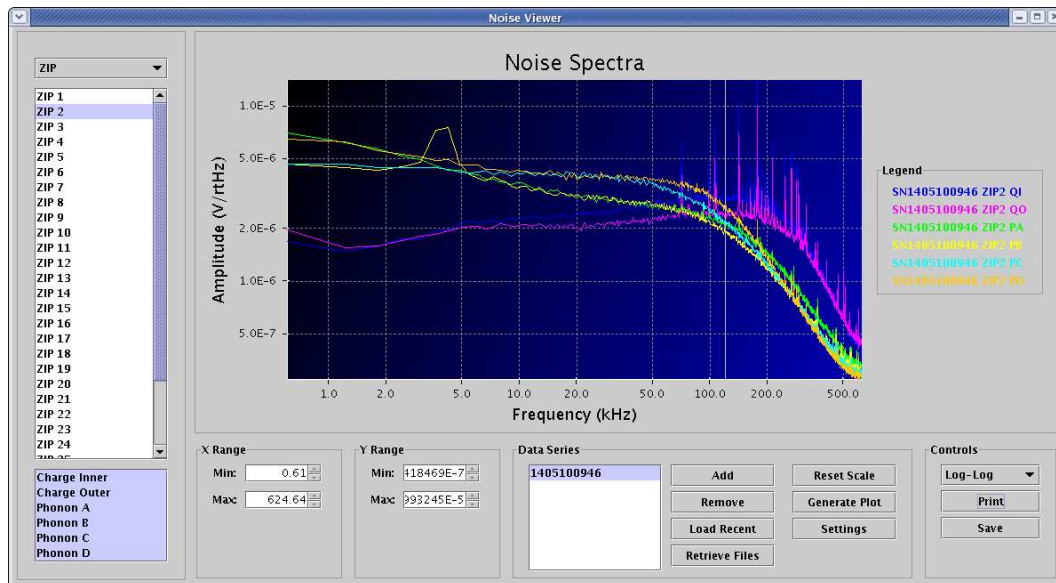 Noise Viewer
ZIP
ZIP 1
ZIP 2
ZIP 3
ZIP 4
ZIP 5
ZIP 6
ZIP 7
ZIP 8
ZIP 9
ZIP 10
ZIP 11
ZIP 12
ZIP 13
ZIP 14
ZIP 15
ZIP 16
ZIP 17
ZIP 18
ZIP 19
ZIP 20
ZIP 21
ZIP 22
ZIP 23
ZIP 24
Charge Inner
Charge Outer
Phonon A
Phonon B
Phonon C
Phonon D
Noise Spectra
Amplitude (V/rtHz)
1.0E-5
5.0E-6
2.0E-6
1.0E-6
5.0E-7
1.0 2.0 5.0 10.0 20.0 50.0 100.0 200.0 500.0
Frequency (kHz)
Legend
SN1405100946 ZIP2 QI
SN1405100946 ZIP2 QO
SN1405100946 ZIP2 PA
SN1405100946 ZIP2 PB
SN1405100946 ZIP2 PC
SN1405100946 ZIP2 PD
X Range
Min: 0.61
Max: 624.64
Y Range
Min: 418469E-7
Max: 993245E-5
Data Series
1405100946
Add
Remove
Load Recent
Retrieve Files
Reset Scale
Generate Plot
Settings
Controls
Log-Log
Print
Save